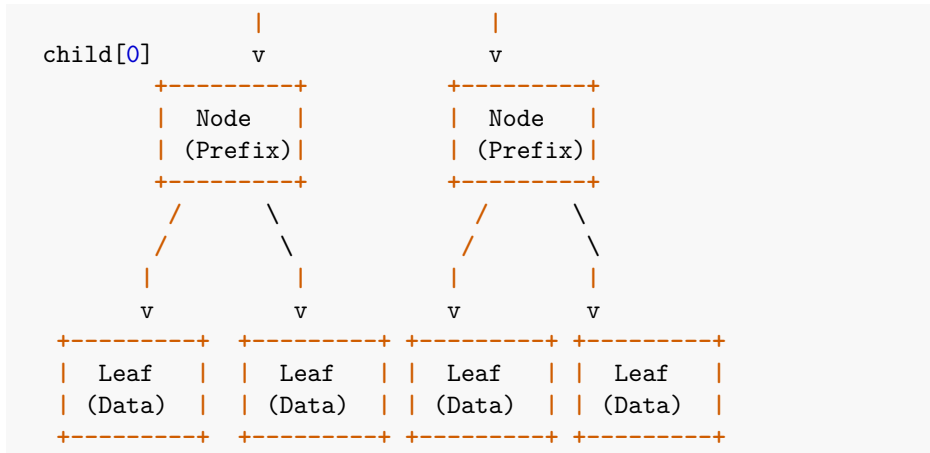 |                   |
child[0]         v                   v
          +---------+            +---------+
          |  Node   |            |  Node   |
          | (Prefix)|            | (Prefix)|
          +---------+            +---------+
           /       \              /       \
          /         \            /         \
         |            |           |           |
         v            v            v           v
  +---------+  +---------+ +---------+ +---------+
  |  Leaf   |  |  Leaf   | |  Leaf   | |  Leaf   |
  | (Data)  |  | (Data)  | | (Data)  | | (Data)  |
  +---------+  +---------+ +---------+ +---------+